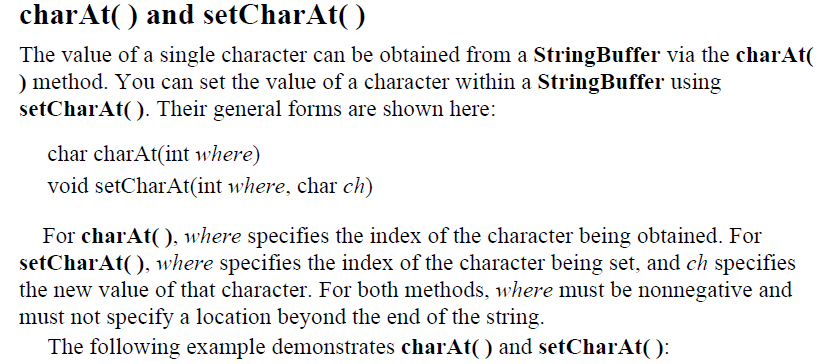 charAt( ) and setCharAt( )
The value of a single character can be obtained from a StringBuffer via the charAt(
) method. You can set the value of a character within a StringBuffer using
setCharAt( ). Their general forms are shown here:
char charAt(int where)
void setCharAt(int where, char ch)
For charAt( ), where specifies the index of the character being obtained. For
setCharAt( ), where specifies the index of the character being set, and ch specifies
the new value of that character. For both methods, where must be nonnegative and
must not specify a location beyond the end of the string.
The following example demonstrates charAt( ) and setCharAt( ):